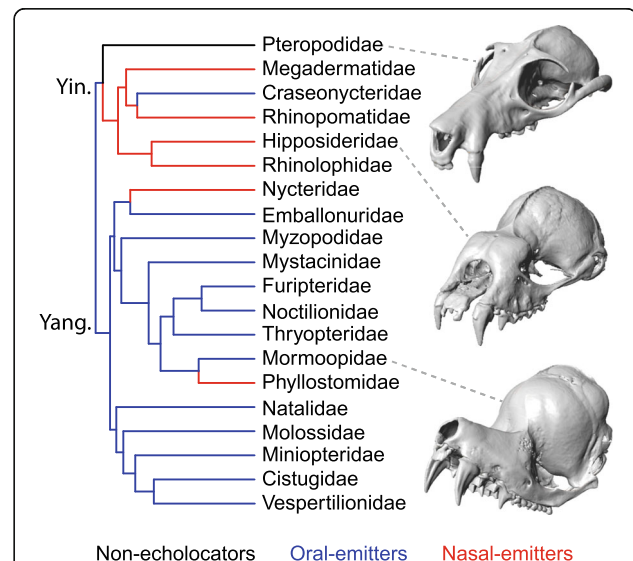 Yin.
Yang.
Pteropodidae
Megadermatidae
Craseonycteridae
Rhinopomatidae
Hipposideridae
Rhinolophidae
Nycteridae
Emballonuridae
Myzopodidae
Mystacinidae
Furipteridae
Noctilionidae
Thryopteridae
Mormoopidae
Phyllostomidae
Natalidae
Molossidae
Miniopteridae
Cistugidae
Vespertilionidae
Non-echolocators Oral-emitters Nasal-emitters